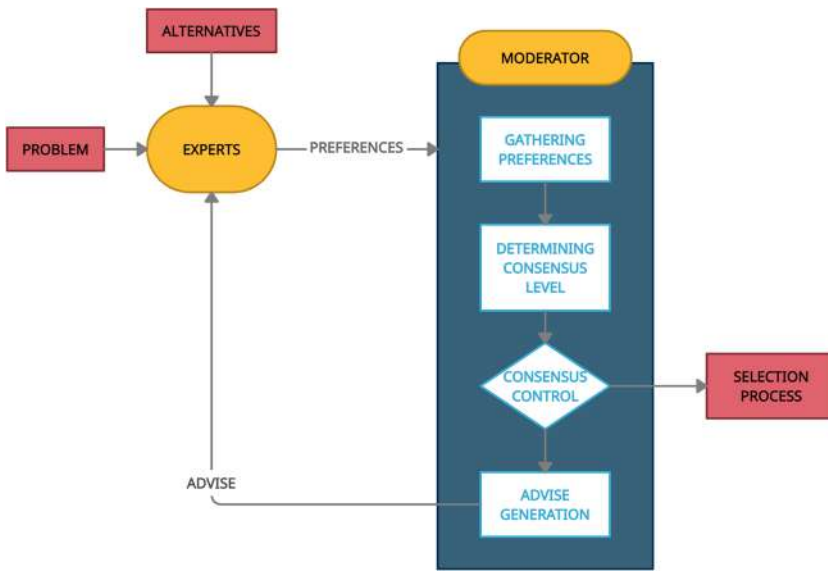 ALTERNATIVES
MODERATOR
PROBLEM
EXPERTS
PREFERENCES
GATHERING
PREFERENCES
DETERMINING
CONSENSUS
LEVEL
CONSENSUS
CONTROL
SELECTION
PROCESS
ADVISE
ADVISE
GENERATION